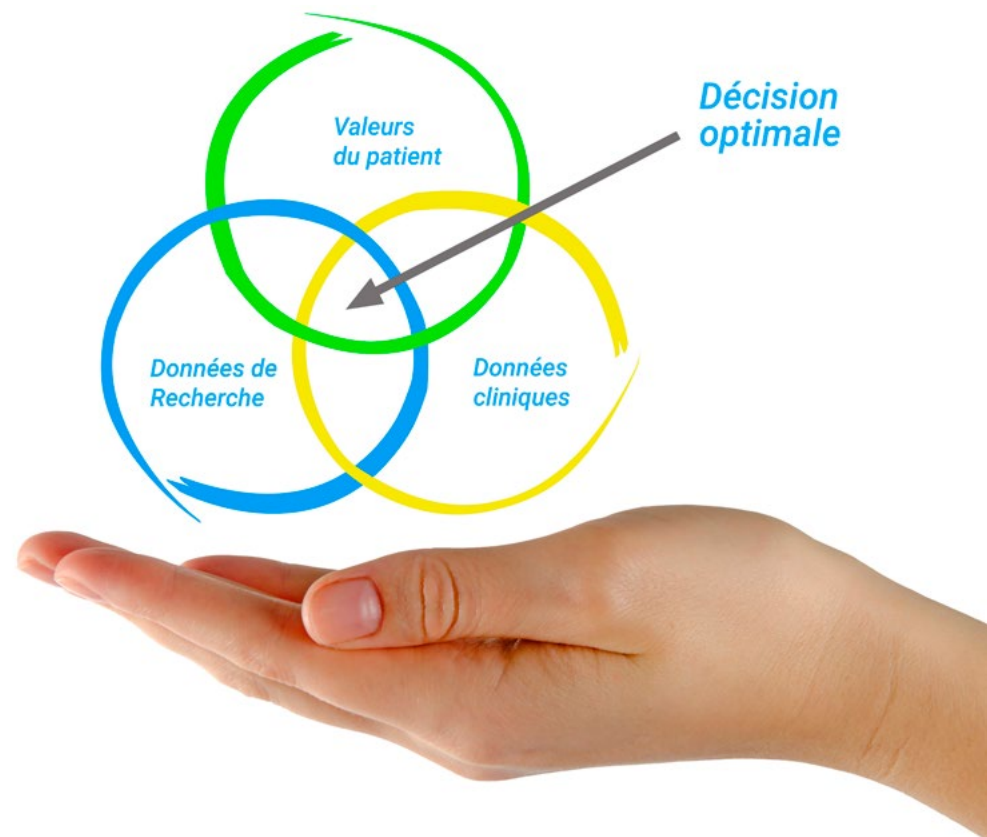 Valeurs
du patient
Décision
optimale
Données de
Recherche
Données
cliniques